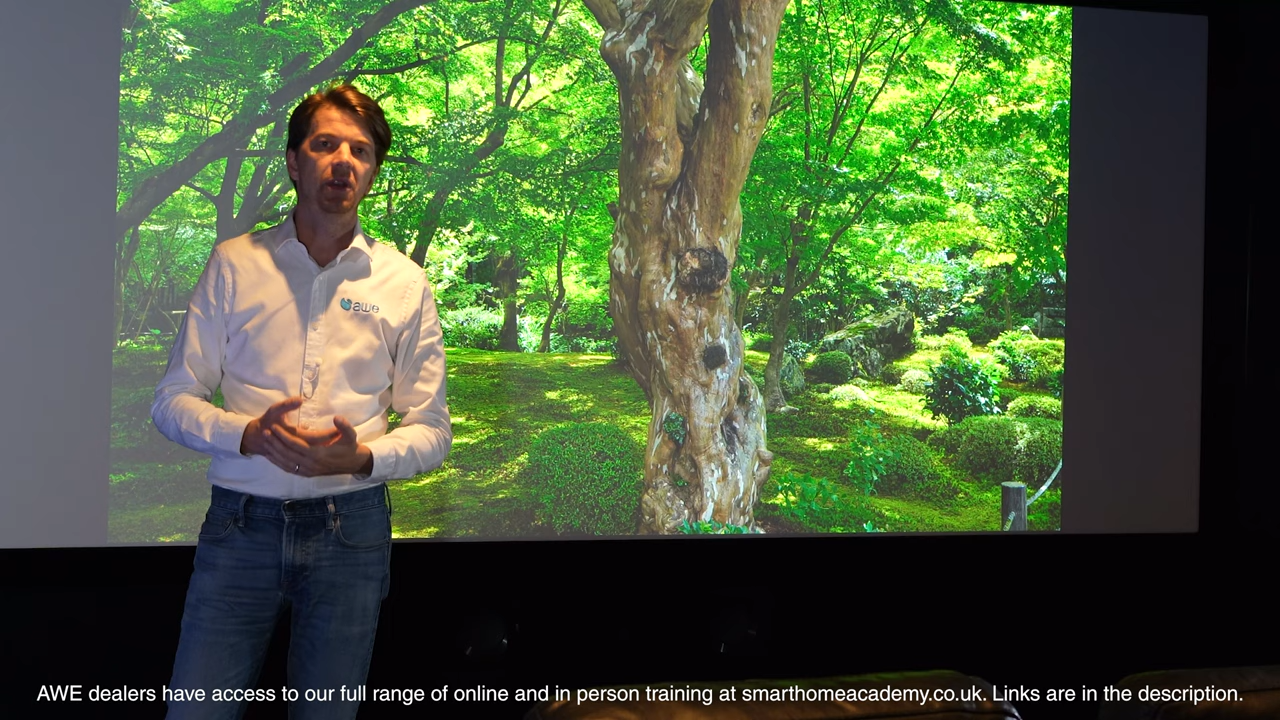 awe
AWE dealers have access to our full range of online and in person training at smarthomeacademy.co.uk. Links are in the description.